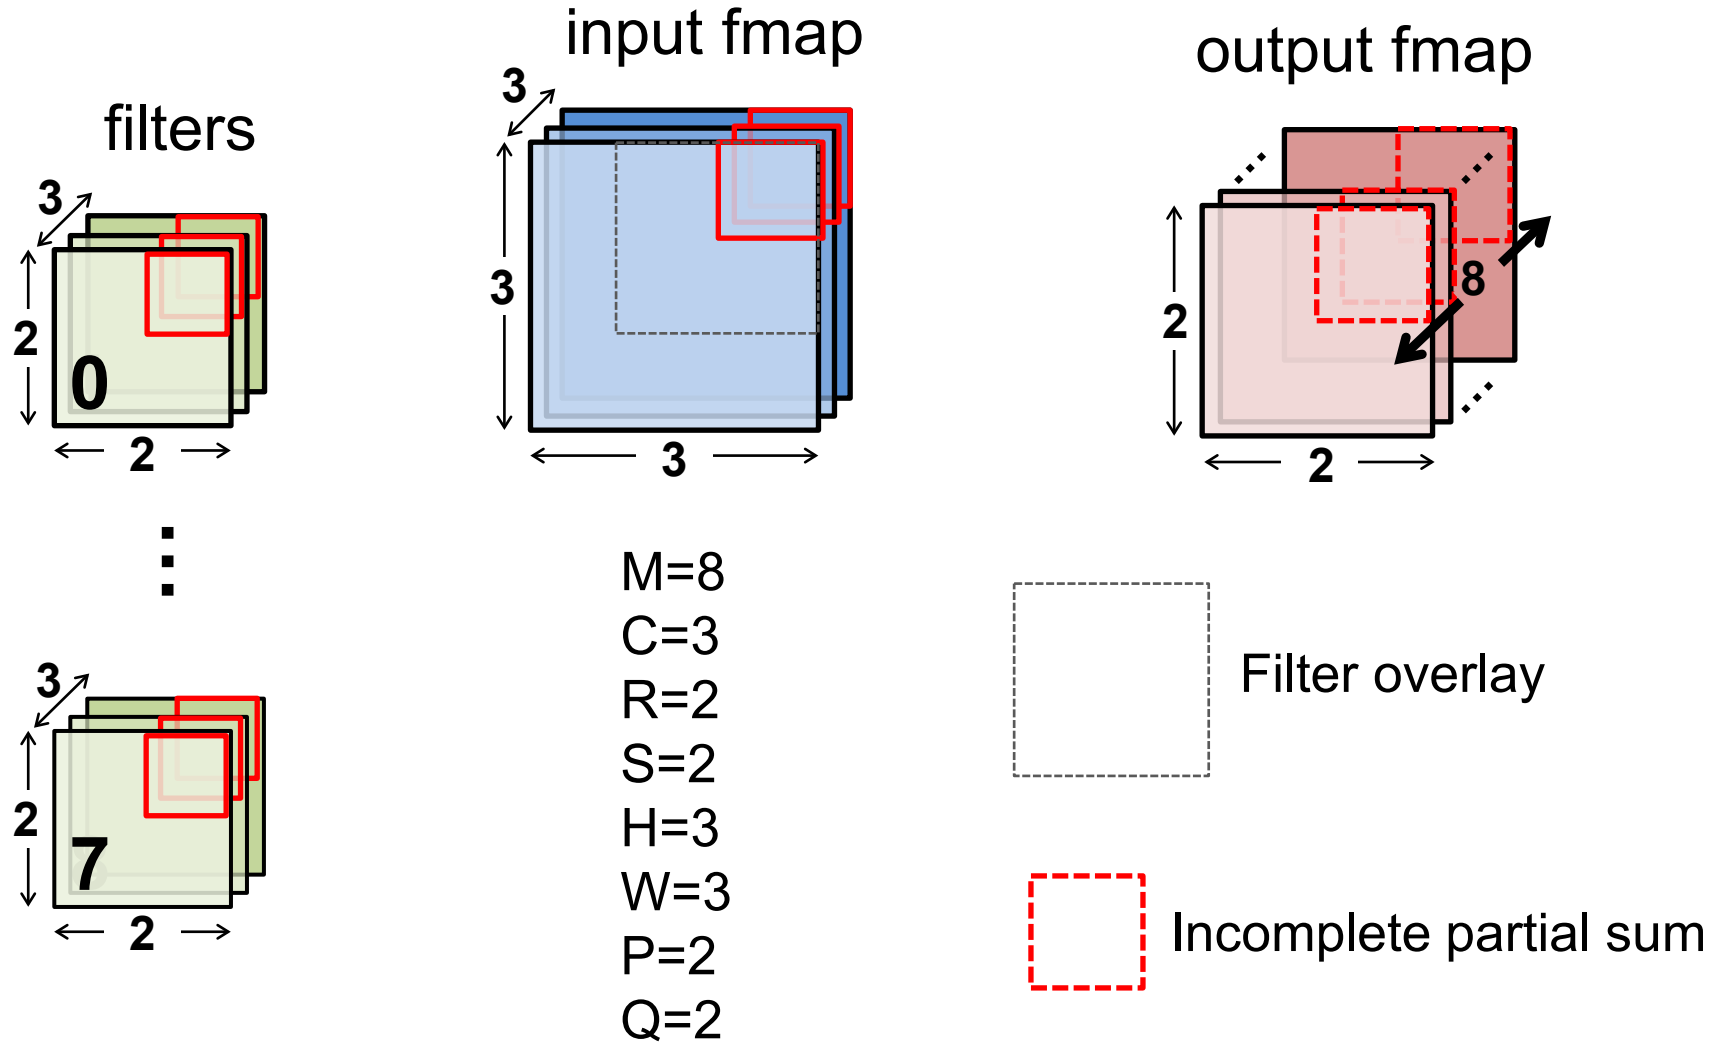 input fmap
output fmap
filters
3
2
0
2
3
3
3
2
8
2
M=8
C=3
R=2
S=2
H=3
W=3
P=2
Q=2
3
2
7
2
Filter overlay
Incomplete partial sum